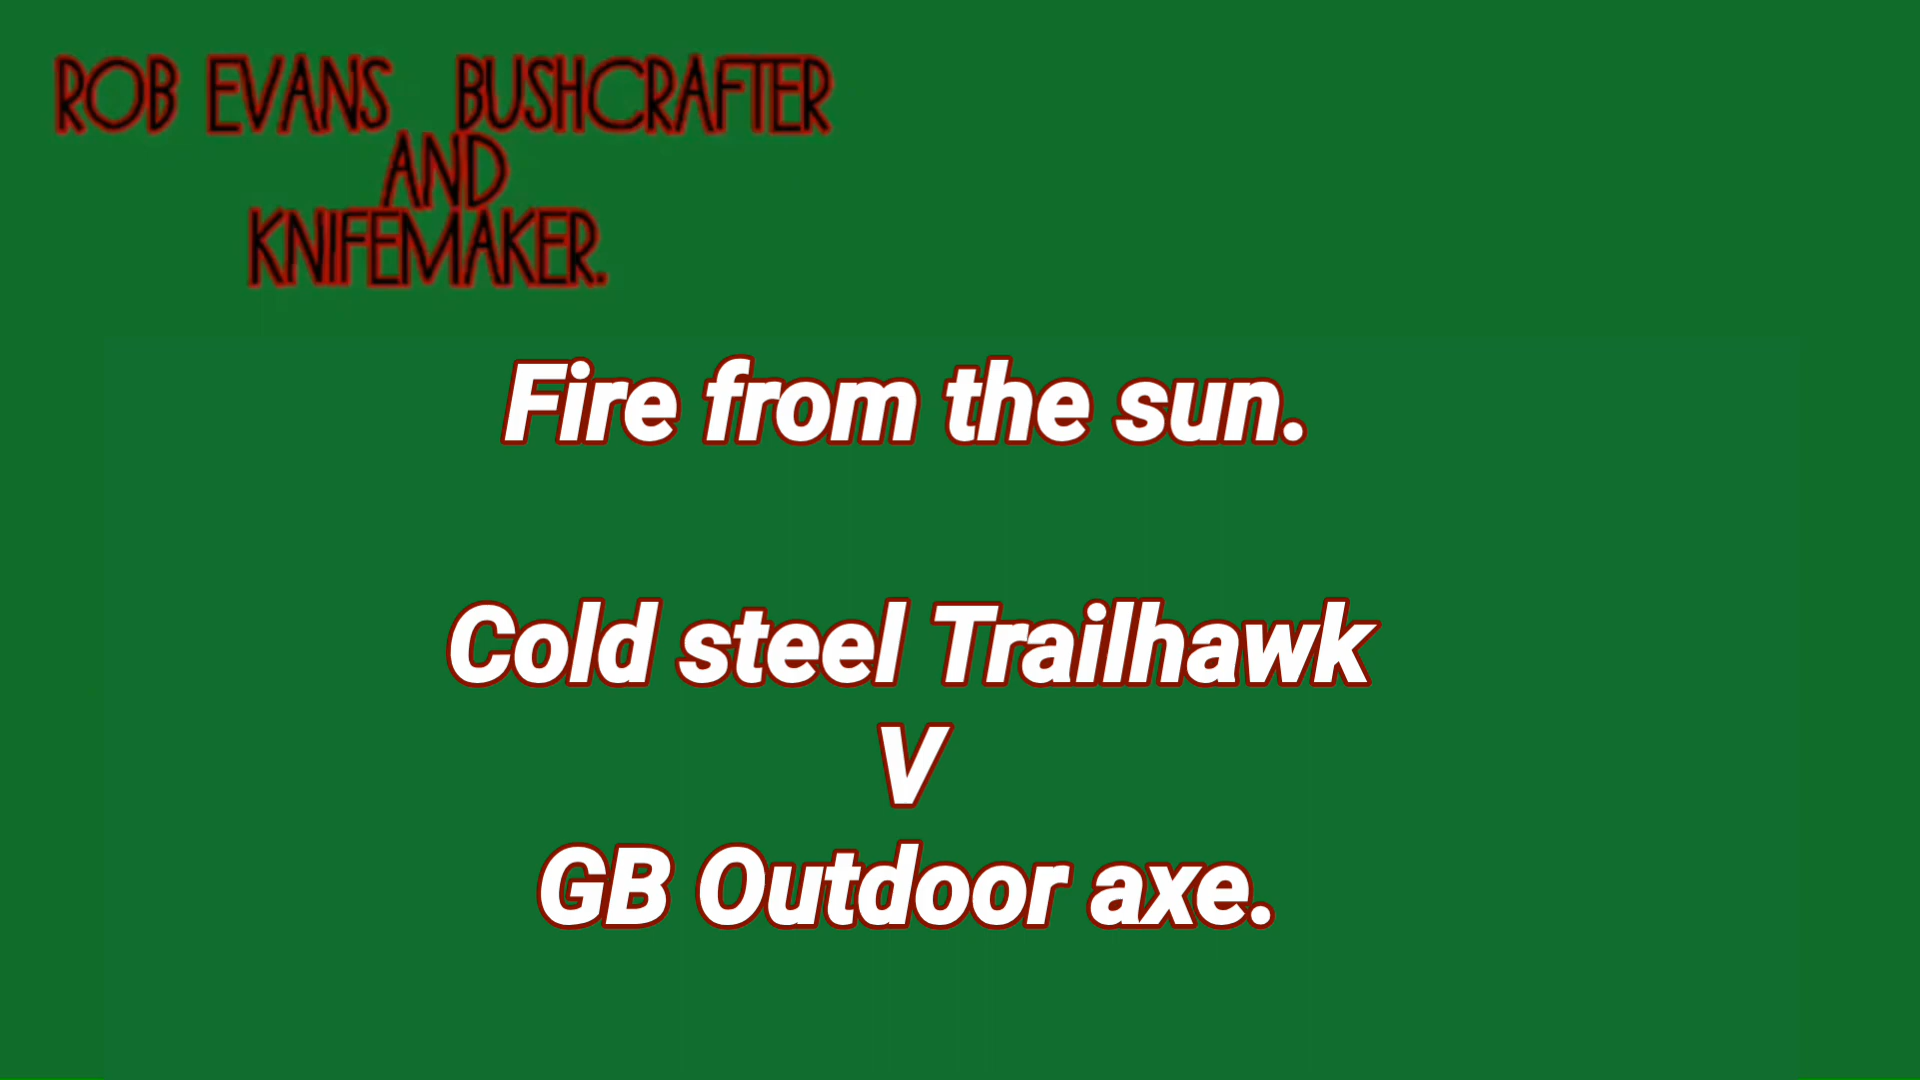 ROB EVANS BUSHCRAFTER
AND
KNIFEMAKER.
Fire from the sun.
Cold steel Trailhawk
V
GB Outdoor axe.